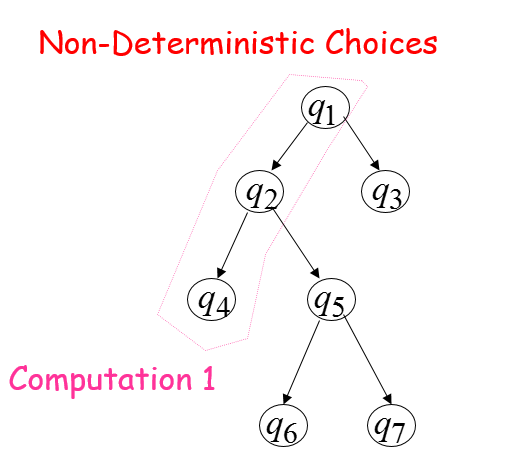 Non-Deterministic Choices
q1
q2 q3
q4 q5
Computation 1
q6 q7